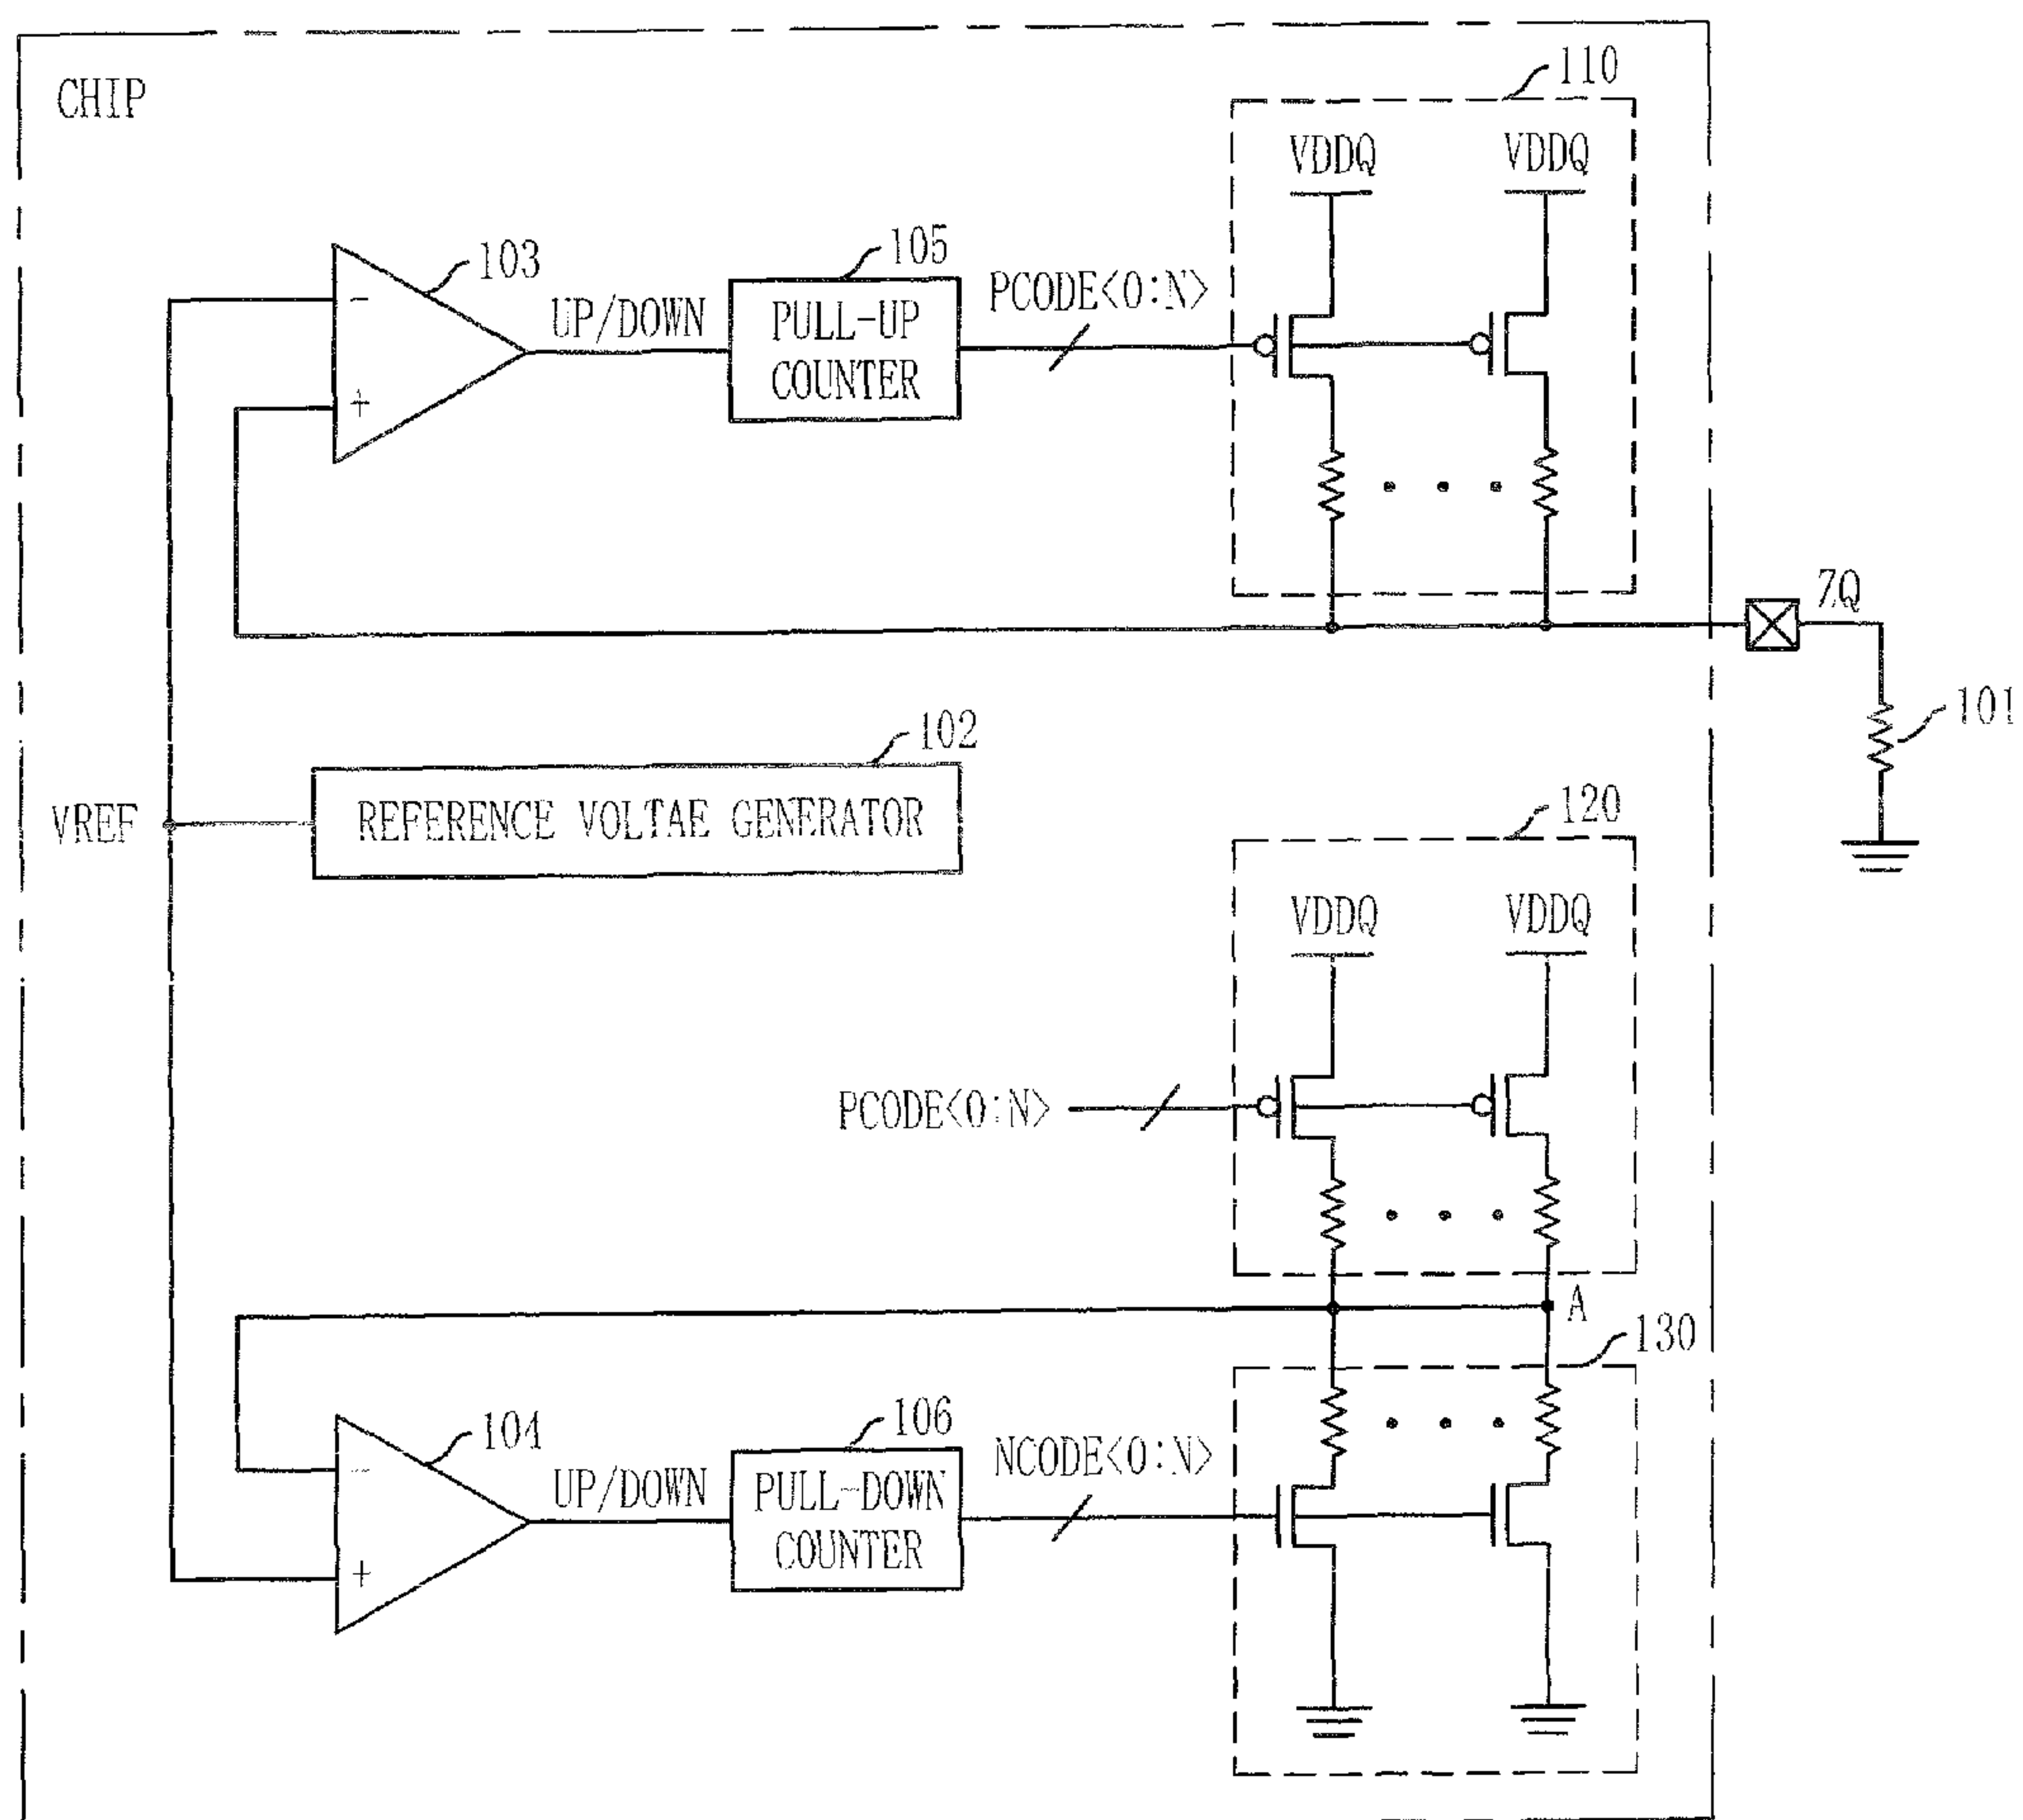 CHIP
110
VDDQ VDDQ
103
105
UP/DOWN
PULL-UP
COUNTER
PCODE<0:N>
-
+
ZQ
101
102
VREF
REFERENCE VOLTAE GENERATOR
120
VDDQ VDDQ
PCODE<0:N>
A
130
104
106
UP/DOWN
PULL-DOWN
COUNTER
NCODE<0:N>
-
+